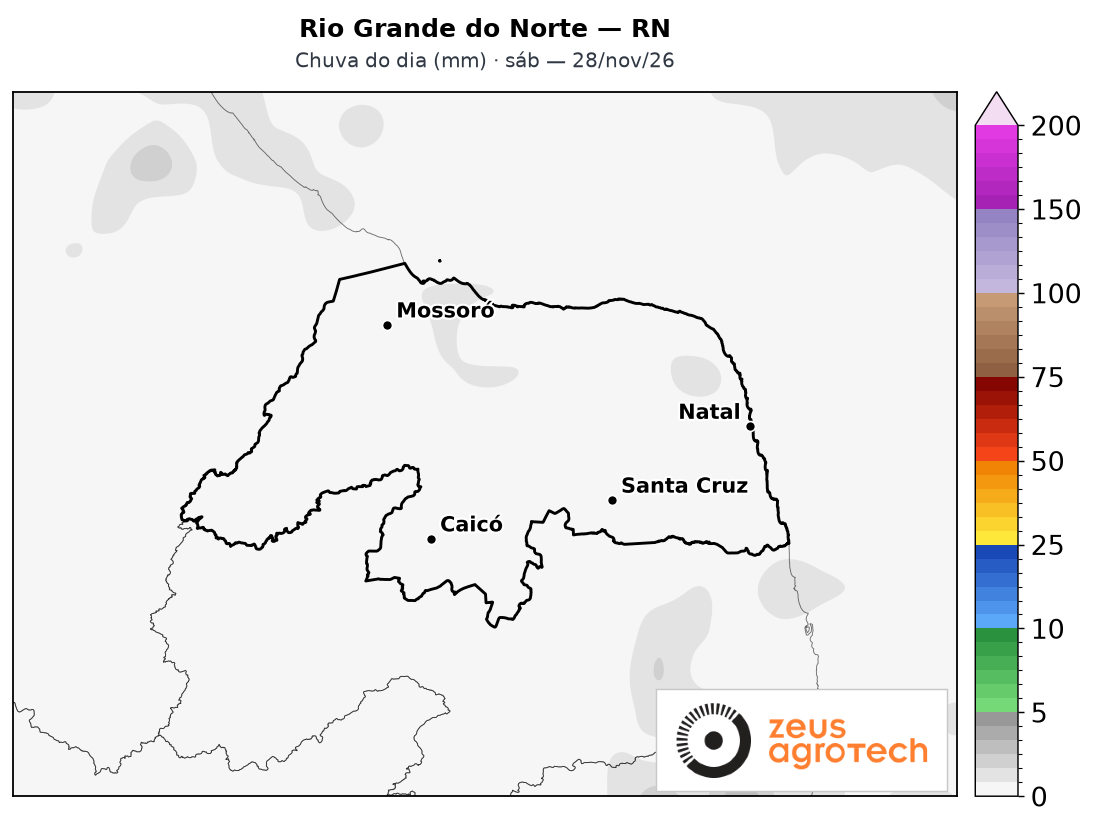 Rio Grande do Norte — RN
Chuva do dia (mm) · sáb — 28/nov/26
200
150
100
75
50
25
10
5
0
Mossoró
Natal
Santa Cruz
Caicó
zeus
agrotech